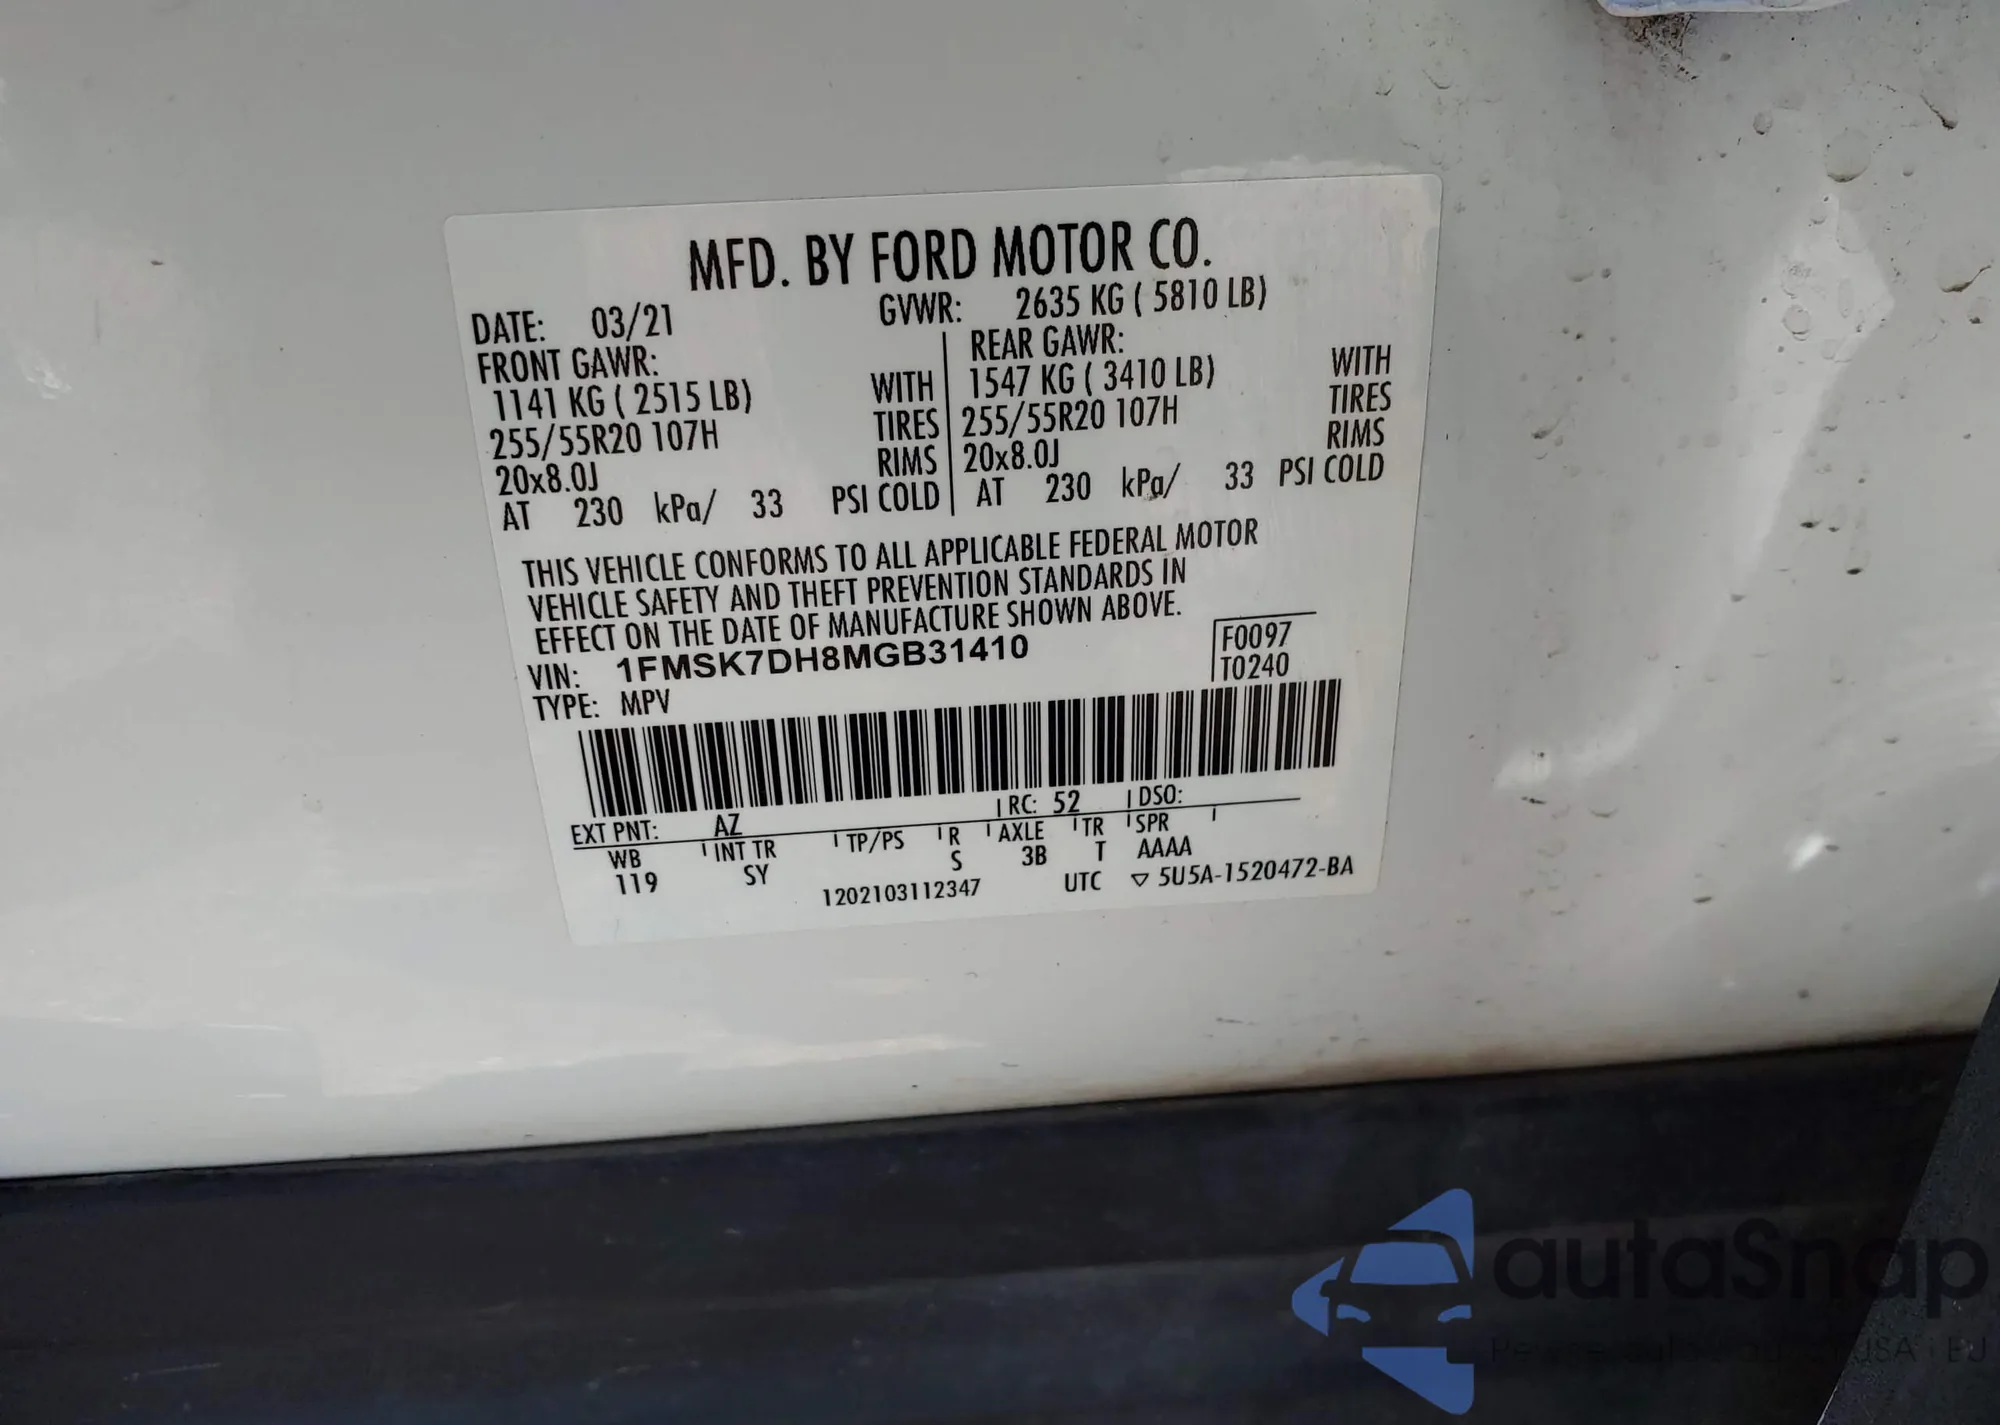 MFD. BY FORD MOTOR CO.
DATE: 03/21 GVWR: 2635 KG ( 5810 LB)
FRONT GAWR: REAR GAWR:
1141 KG ( 2515 LB) WITH 1547 KG ( 3410 LB) WITH
255/55R20 107H TIRES 255/55R20 107H TIRES
20x8.0J RIMS 20x8.0J RIMS
AT 230 kPa/ 33 PSI COLD AT 230 kPa/ 33 PSI COLD
THIS VEHICLE CONFORMS TO ALL APPLICABLE FEDERAL MOTOR
VEHICLE SAFETY AND THEFT PREVENTION STANDARDS IN
EFFECT ON THE DATE OF MANUFACTURE SHOWN ABOVE.
VIN: 1FMSK7DH8MGB31410 F0097
TYPE: MPV T0240
EXT PNT: AZ RC: 52 DSO:
WB INT TR TP/PS R AXLE TR SPR
119 SY S 3B T AAAA
1202103112347 UTC ▽ 5U5A-1520472-BA
autaSnap
USA i EU